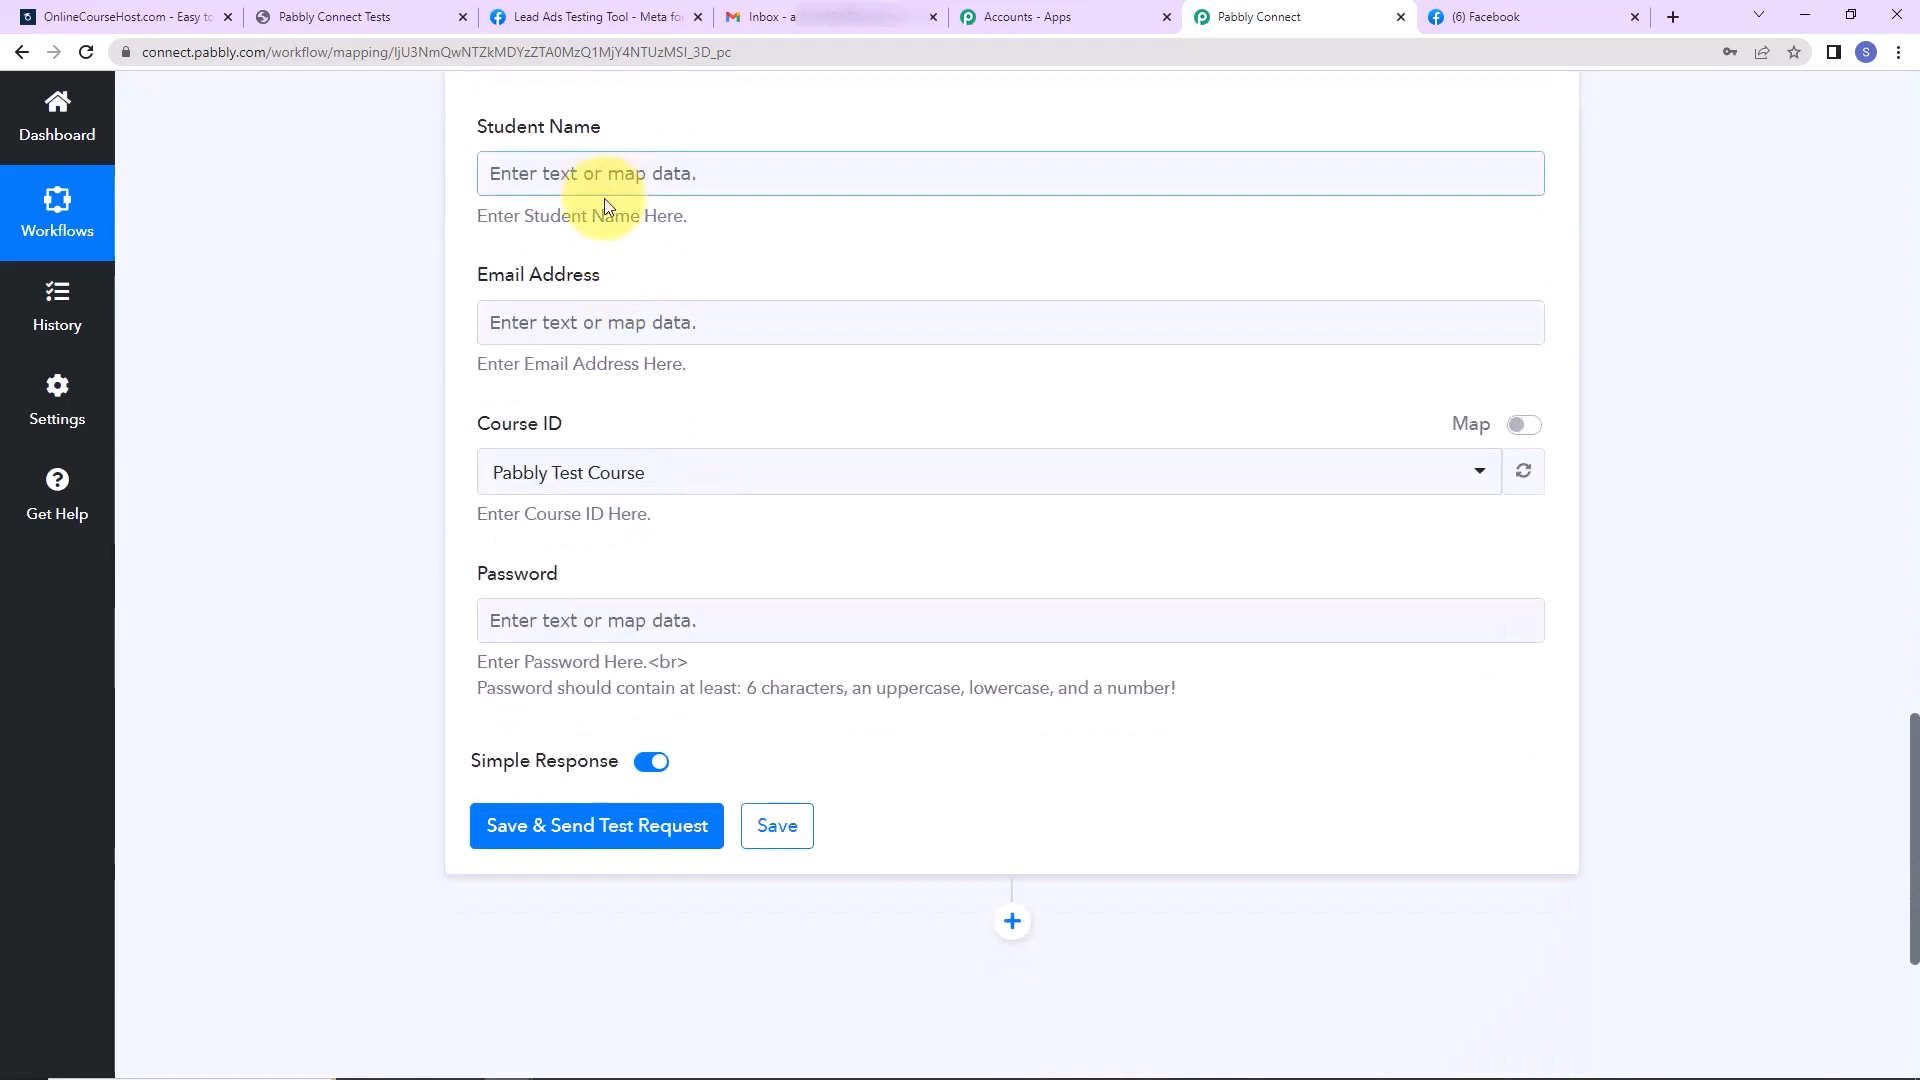 OnlineCourseHost.com - Easy to
Pabbly Connect Tests
Lead Ads Testing Tool - Meta fo
Inbox - a
Accounts - Apps
Pabbly Connect
(6) Facebook
connect.pabbly.com/workflow/mapping/IjU3NmQwNTZkMDYzZTA0MzQ1MjY4NTUzMSI_3D_pc
S
Dashboard
Workflows
History
Settings
Get Help
Student Name
Enter text or map data.
Enter Student Name Here.
Email Address
Enter text or map data.
Enter Email Address Here.
Course ID
Map
Pabbly Test Course
Enter Course ID Here.
Password
Enter text or map data.
Enter Password Here.<br>
Password should contain at least: 6 characters, an uppercase, lowercase, and a number!
Simple Response
Save & Send Test Request
Save